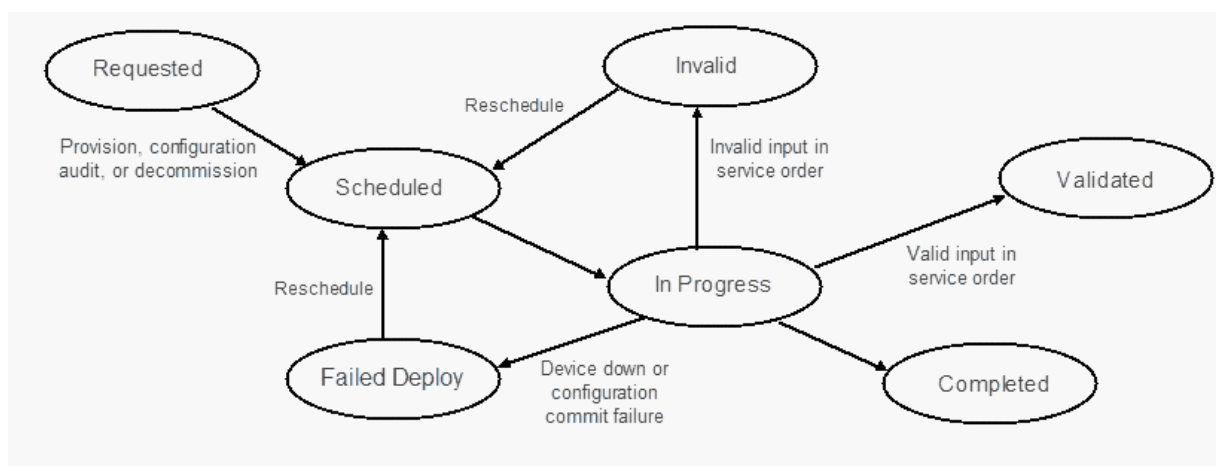 Requested
Invalid
Reschedule
Provision, configuration
audit, or decommission
Invalid input in
service order
Scheduled
Validated
Valid input in
service order
In Progress
Reschedule
Failed Deploy
Device down or
configuration
commit failure
Completed